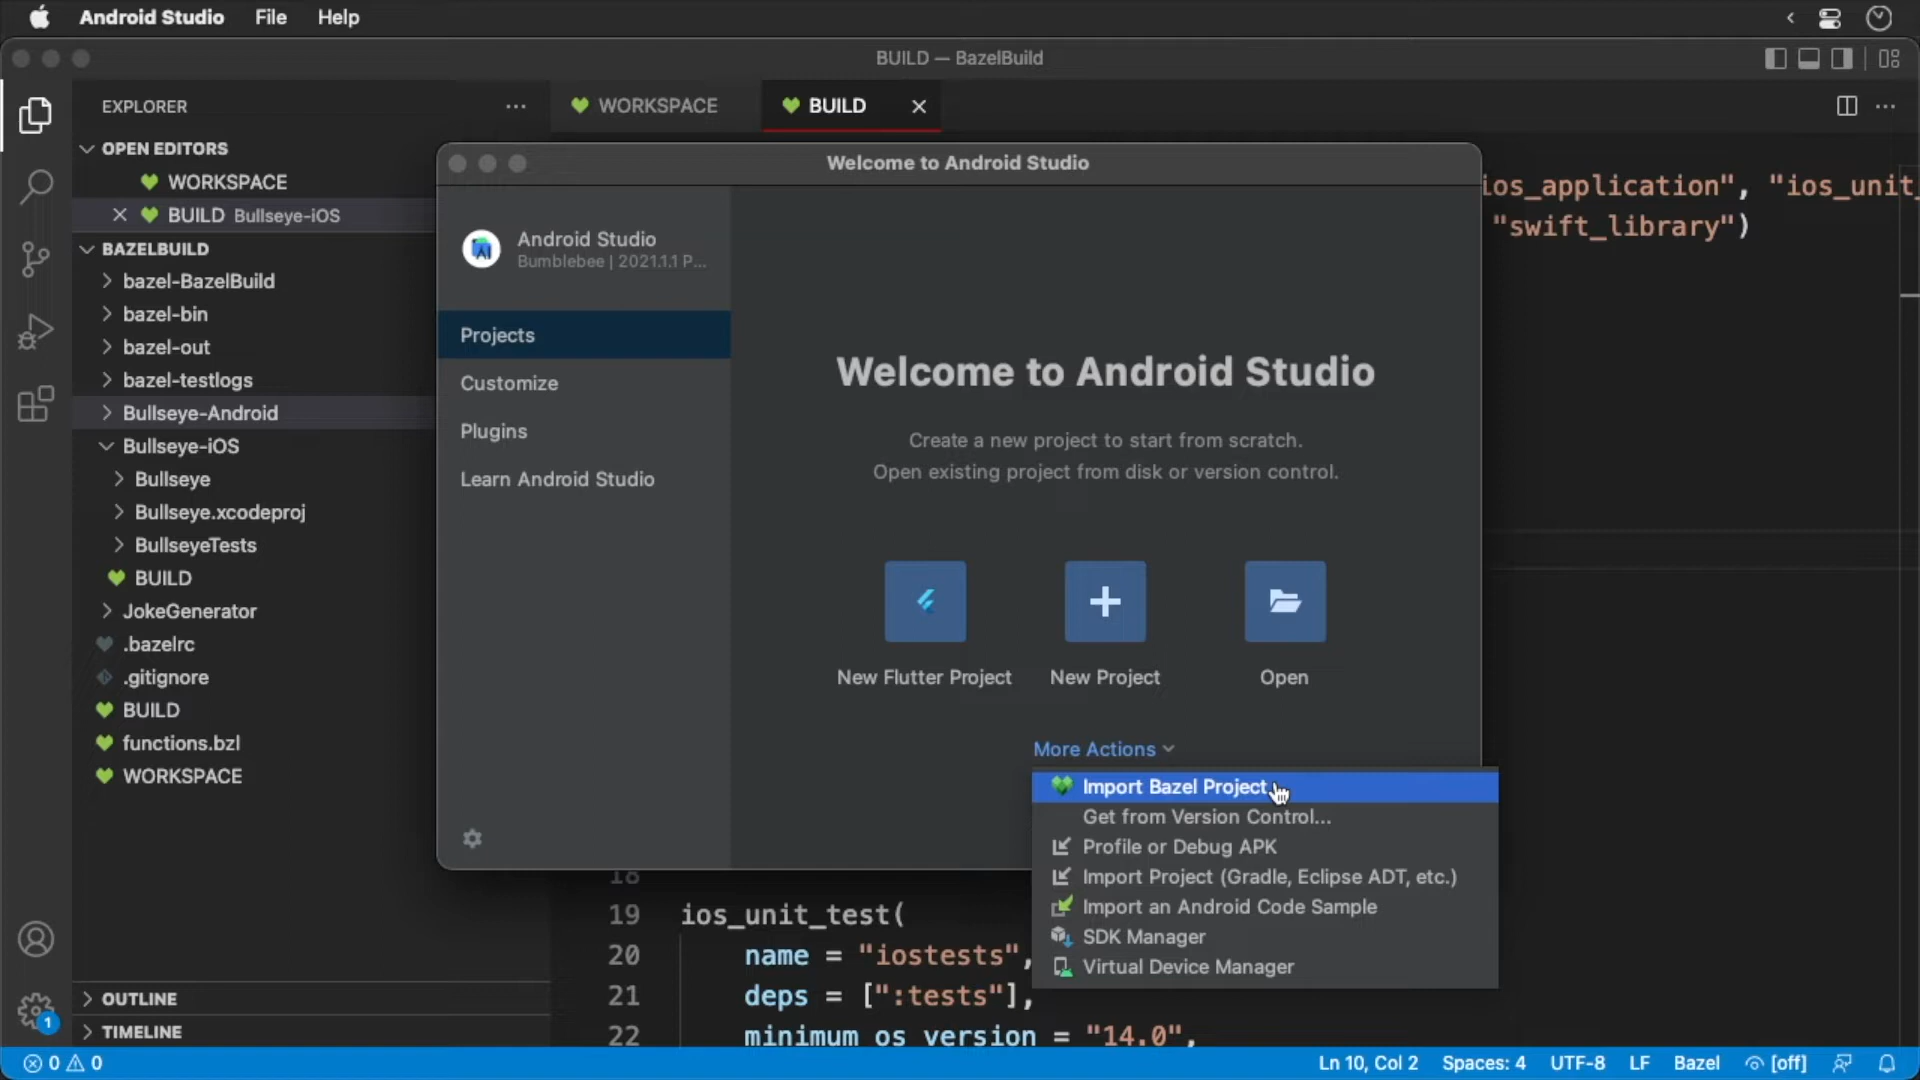 Android Studio File Help
BUILD — BazelBuild
EXPLORER
WORKSPACE
BUILD
OPEN EDITORS
WORKSPACE
BUILD Bullseye-iOS
BAZELBUILD
bazel-BazelBuild
bazel-bin
bazel-out
bazel-testlogs
Bullseye-Android
Bullseye-iOS
Bullseye
Bullseye.xcodeproj
BullseyeTests
BUILD
JokeGenerator
.bazelrc
.gitignore
BUILD
functions.bzl
WORKSPACE
OUTLINE
TIMELINE
Welcome to Android Studio
Android Studio
Bumblebee | 2021.1.1 P...
Projects
Customize
Plugins
Learn Android Studio
Welcome to Android Studio
Create a new project to start from scratch.
Open existing project from disk or version control.
New Flutter Project
New Project
Open
More Actions
Import Bazel Project
Get from Version Control...
Profile or Debug APK
Import Project (Gradle, Eclipse ADT, etc.)
Import an Android Code Sample
SDK Manager
Virtual Device Manager
ios_application", "ios_unit_
"swift_library")
18
19 ios_unit_test(
20 name = "iostests",
21 deps = [":tests"],
22 minimum_os_version = "14.0",
1
0 0
Ln 10, Col 2 Spaces: 4 UTF-8 LF Bazel [off]